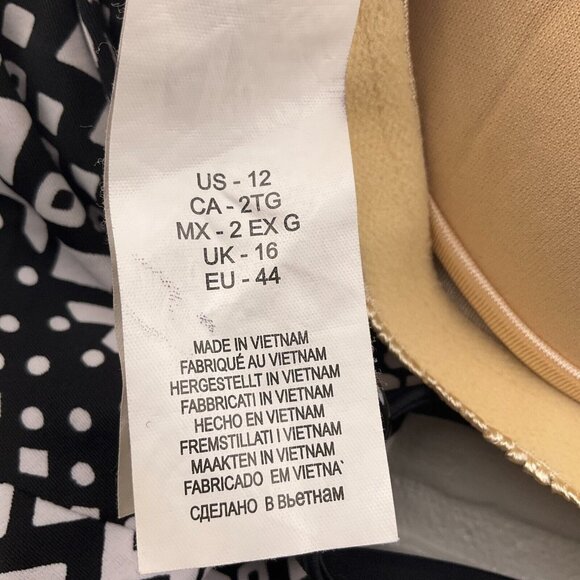 US - 12
CA - 2TG
MX - 2 EX G
UK - 16
EU - 44
MADE IN VIETNAM
FABRIQUÉ AU VIETNAM
HERGESTELLT IN VIETNAM
FABBRICATI IN VIETNAM
HECHO EN VIETNAM
FREMSTILLATI I VIETNAM
MAAKTEN IN VIETNAM
FABRICADO EM VIETNA`
СДЕЛАНО В Вьетнам